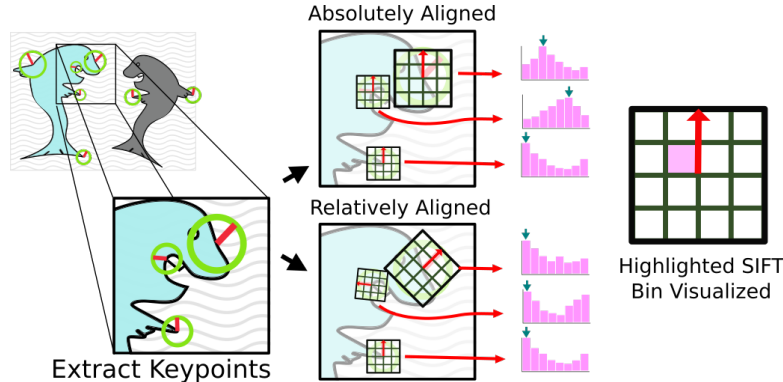 Absolutely Aligned
Relatively Aligned
Extract Keypoints
Highlighted SIFT
Bin Visualized